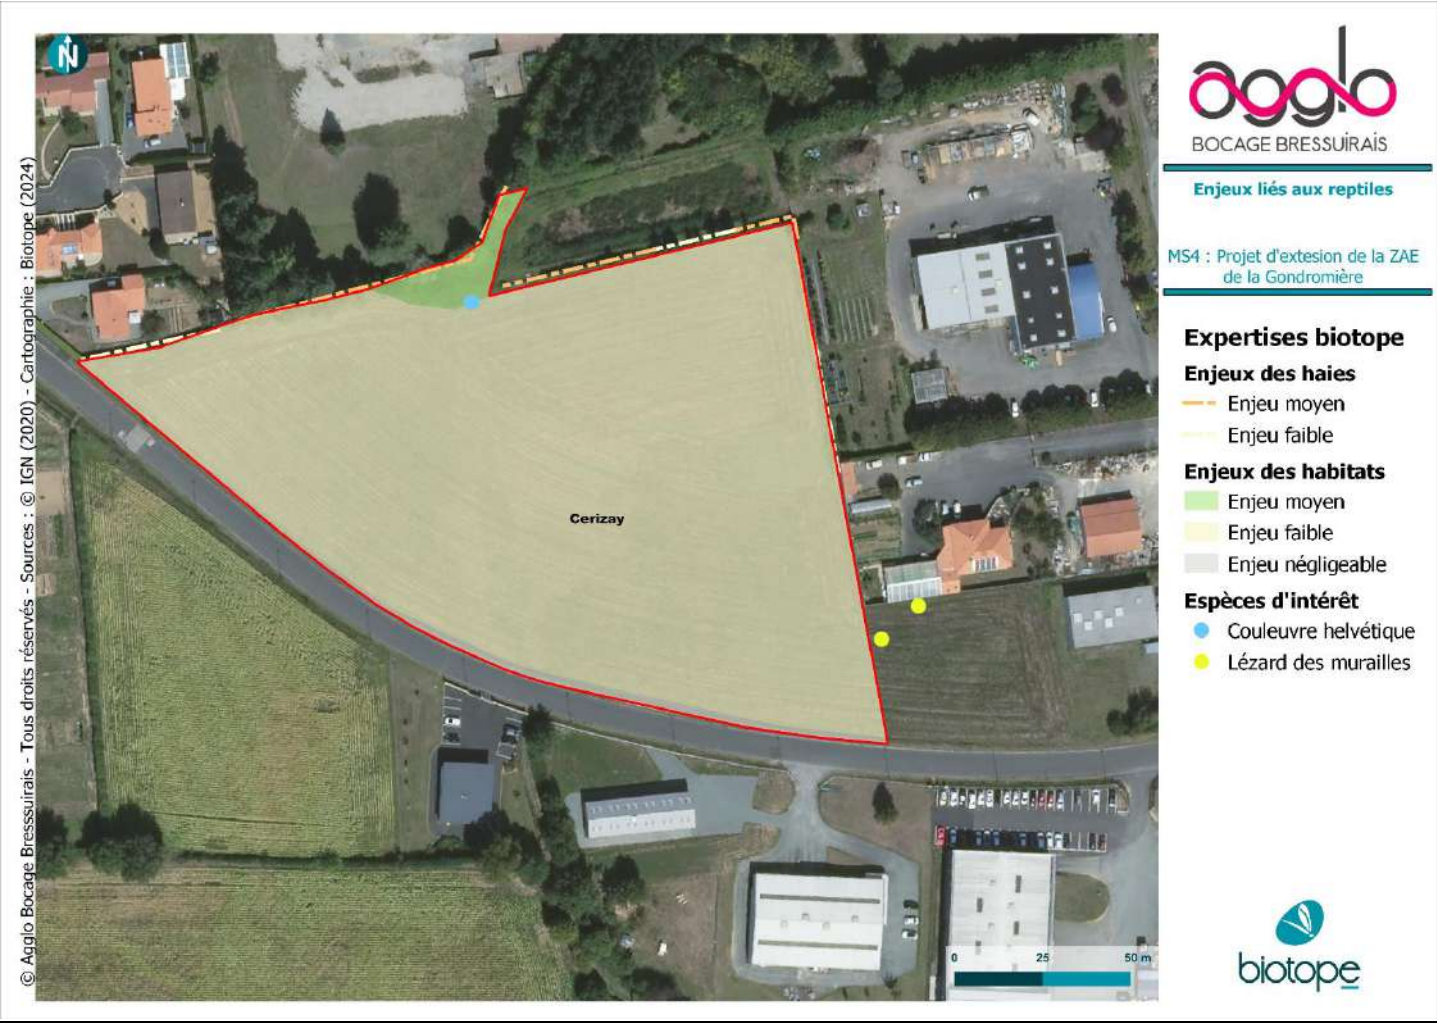 N
agglo
BOCAGE BRESSUIRAIS
Enjeux liés aux reptiles
MS4 : Projet d'extesion de la ZAE
de la Gondromière
Expertises biotope
Enjeux des haies
Enjeu moyen
Enjeu faible
Enjeux des habitats
Enjeu moyen
Enjeu faible
Enjeu négligeable
Espèces d'intérêt
Couleuvre helvétique
Lézard des murailles
Cerizay
0 25 50 m
biotope
© Agglo Bocage Bresssuirais - Tous droits réservés - Sources : © IGN (2020) - Cartographie : Biotope (2024)